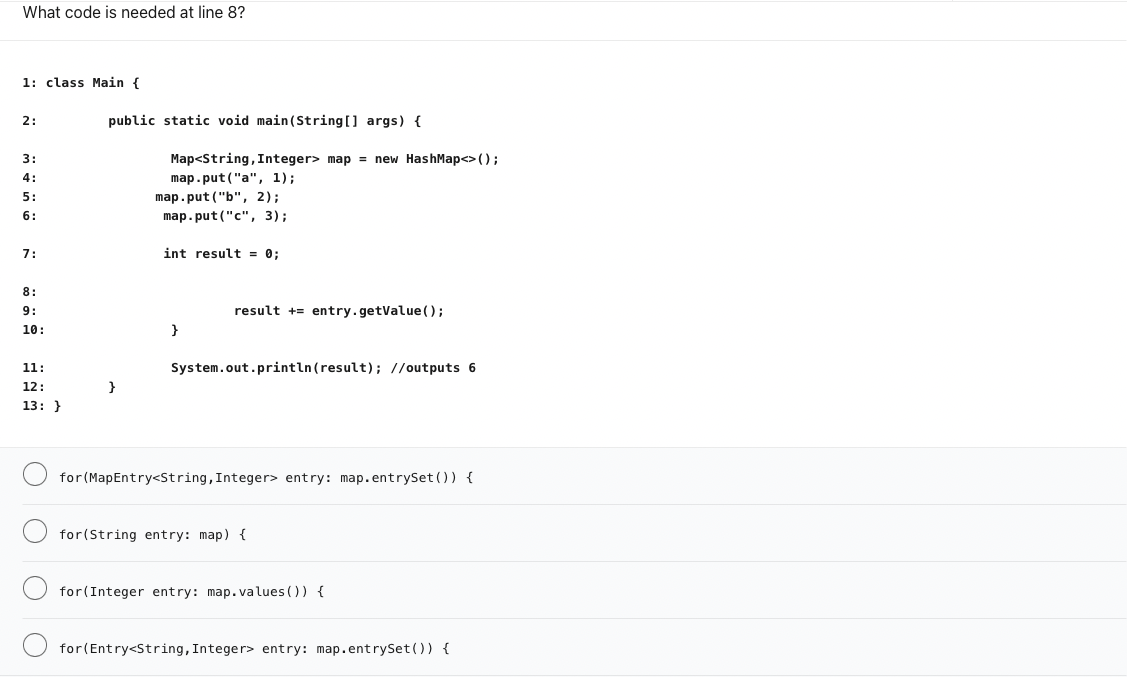 What code is needed at line 8?
1: class Main {
2: public static void main(String[] args) {
3: Map<String,Integer> map = new HashMap<>();
4: map.put("a", 1);
5: map.put("b", 2);
6: map.put("c", 3);
7: int result = 0;
8:
9: result += entry.getValue();
10: }
11: System.out.println(result); //outputs 6
12: }
13: }
for(MapEntry<String,Integer> entry: map.entrySet()) {
for(String entry: map) {
for(Integer entry: map.values()) {
for(Entry<String,Integer> entry: map.entrySet()) {